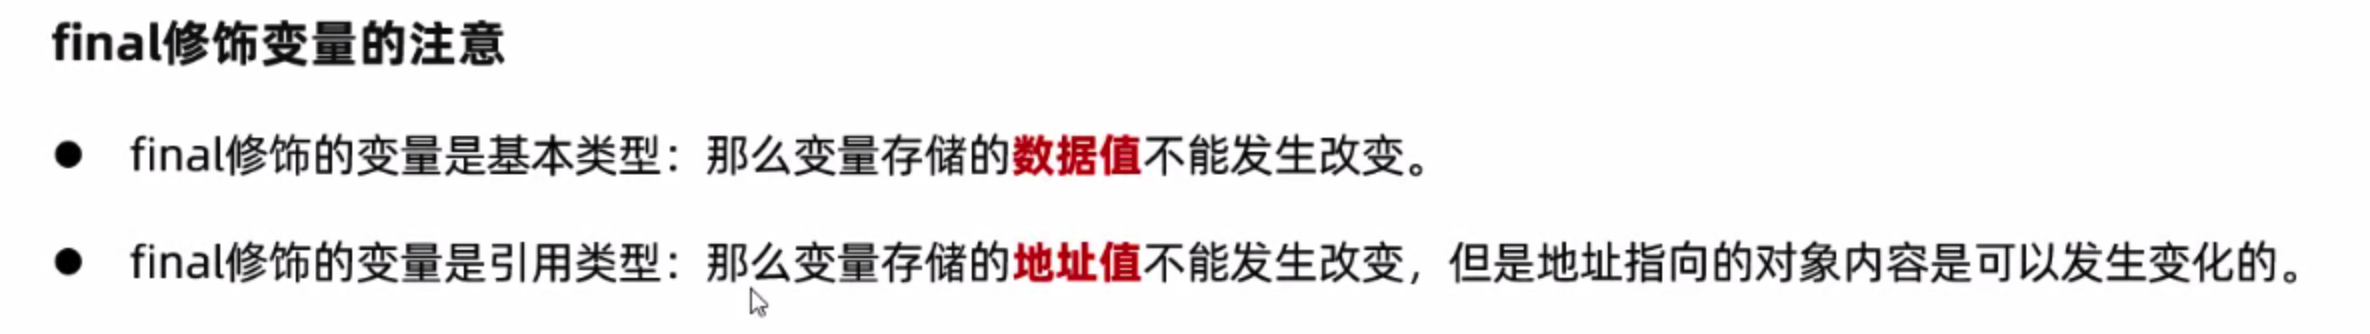 final修饰变量的注意
● final修饰的变量是基本类型：那么变量存储的数据值不能发生改变。
● final修饰的变量是引用类型：那么变量存储的地址值不能发生改变，但是地址指向的对象内容是可以发生变化的。